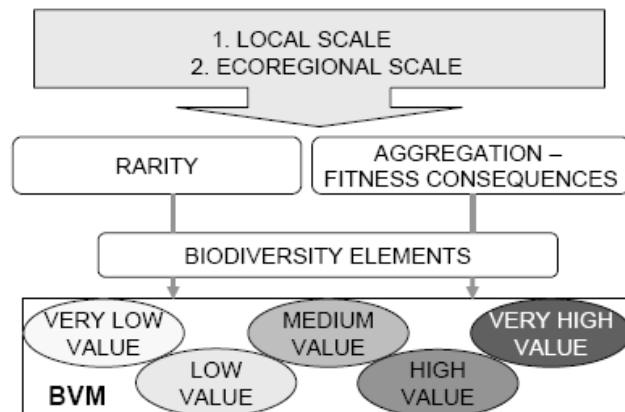 1. LOCAL SCALE
2. ECOREGIONAL SCALE
RARITY
AGGREGATION –
FITNESS CONSEQUENCES
BIODIVERSITY ELEMENTS
VERY LOW
VALUE
LOW
VALUE
MEDIUM
VALUE
HIGH
VALUE
VERY HIGH
VALUE
BVM